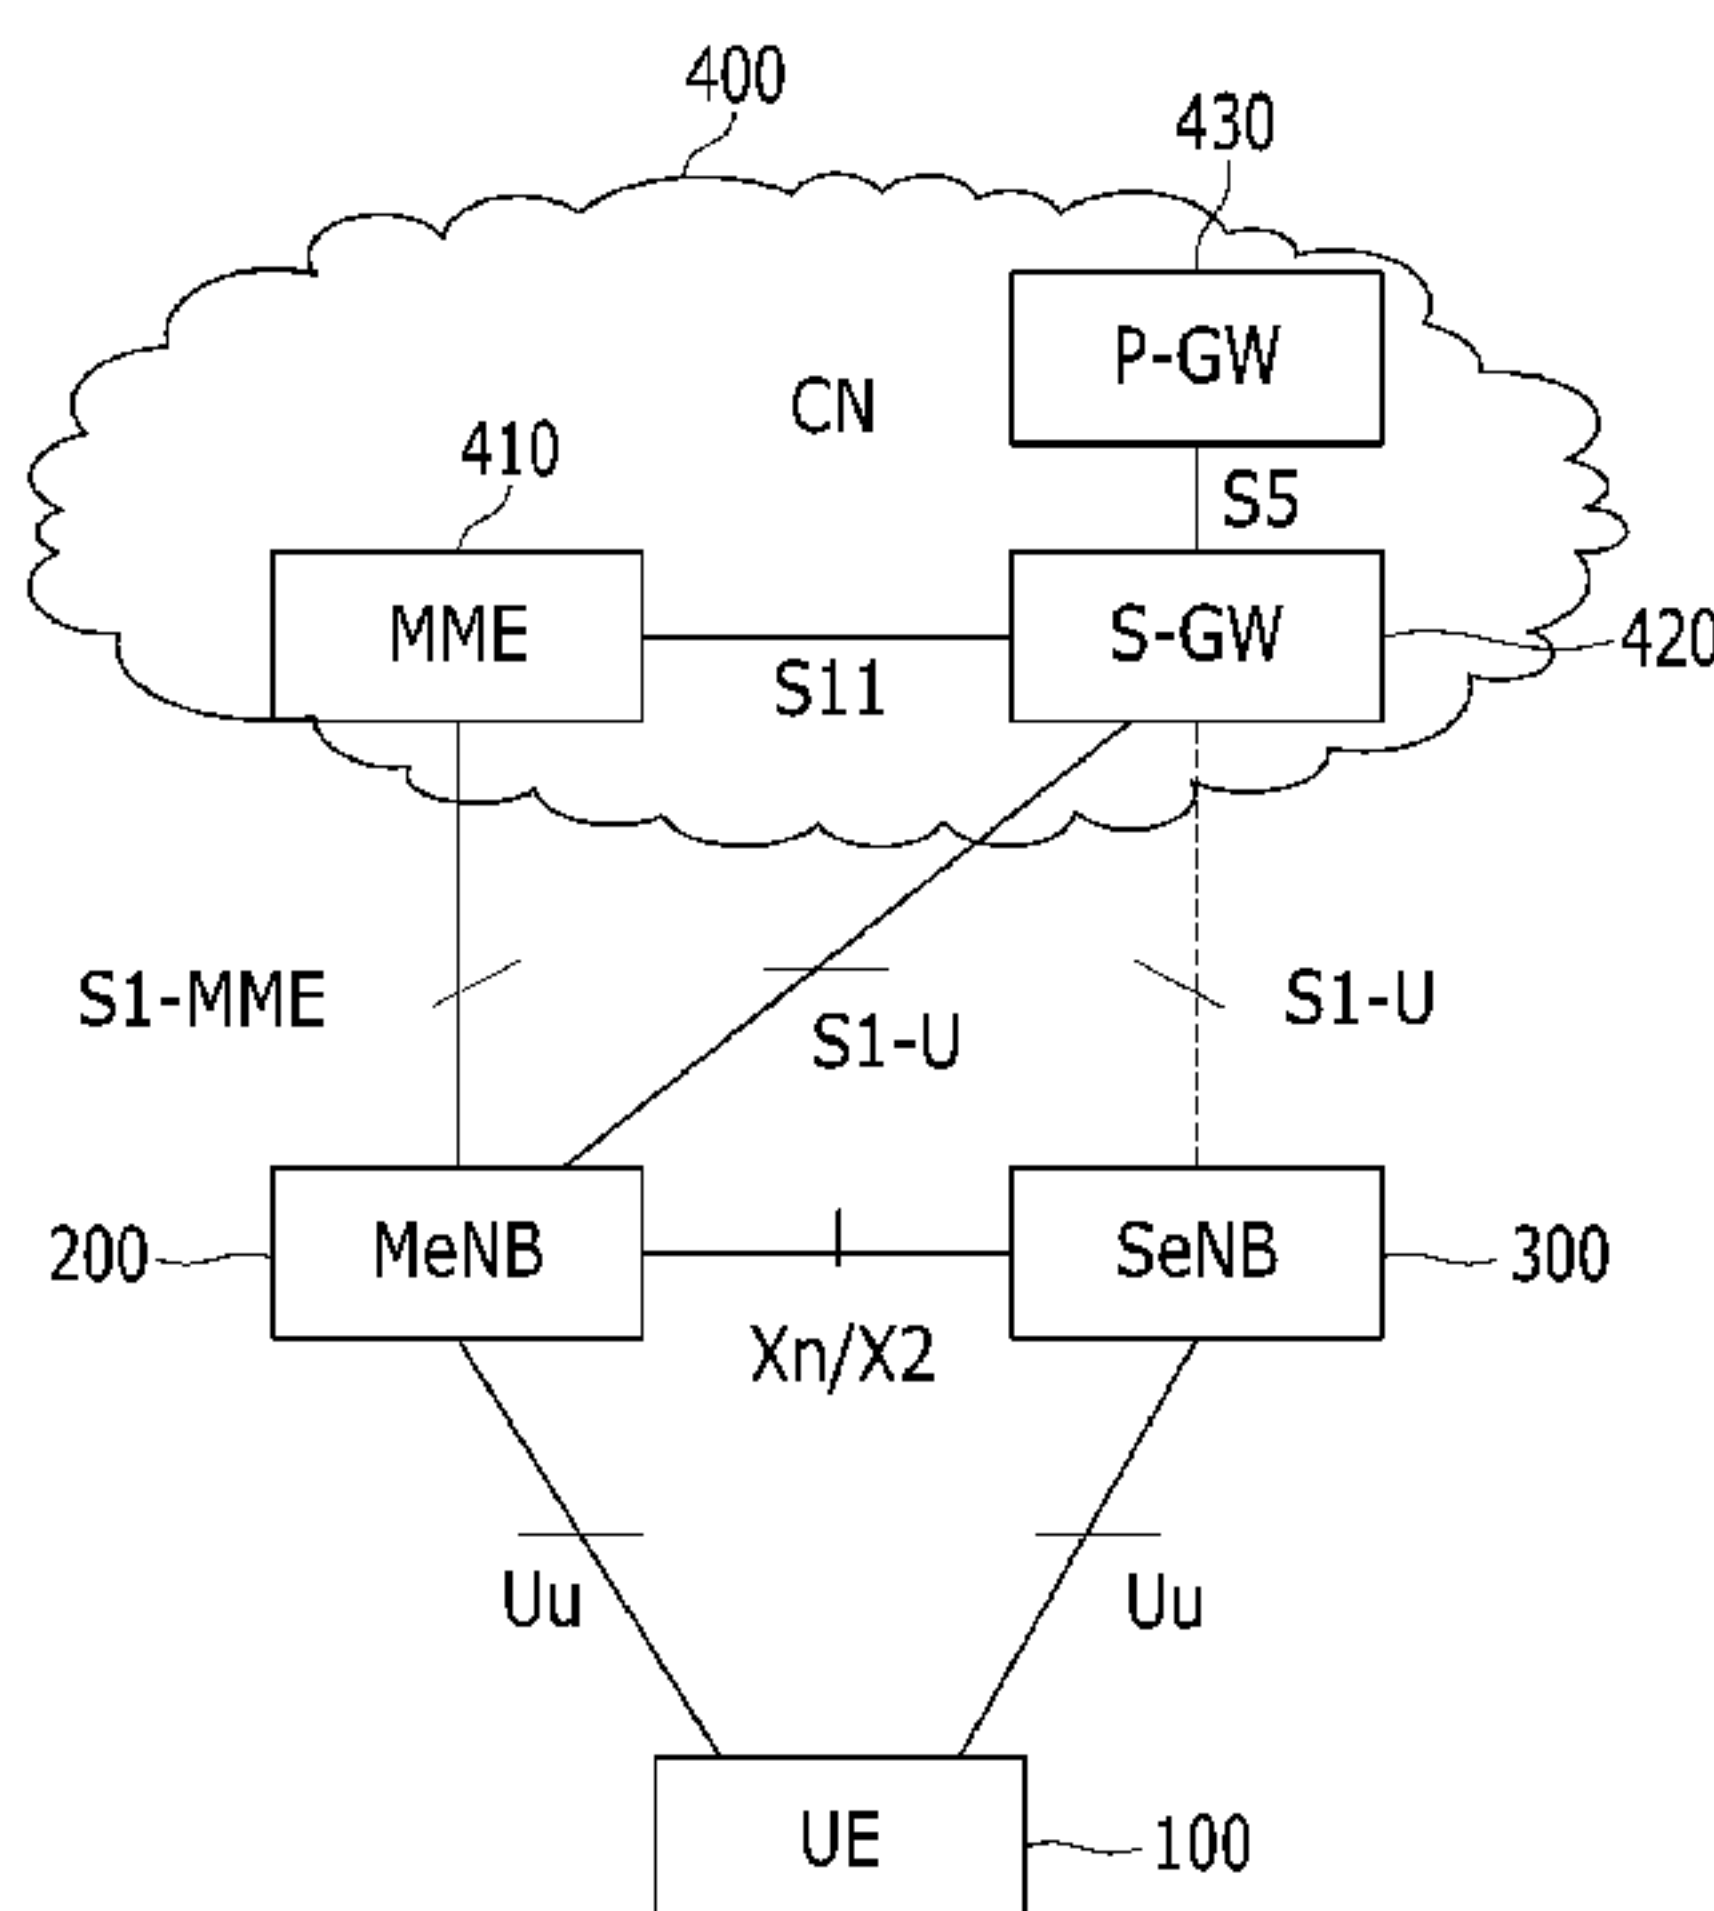 400
430
P-GW
CN
410
S5
MME
S-GW
420
S11
S1-MME
S1-U
S1-U
200
MeNB
SeNB
300
Xn/X2
Uu
Uu
UE
100